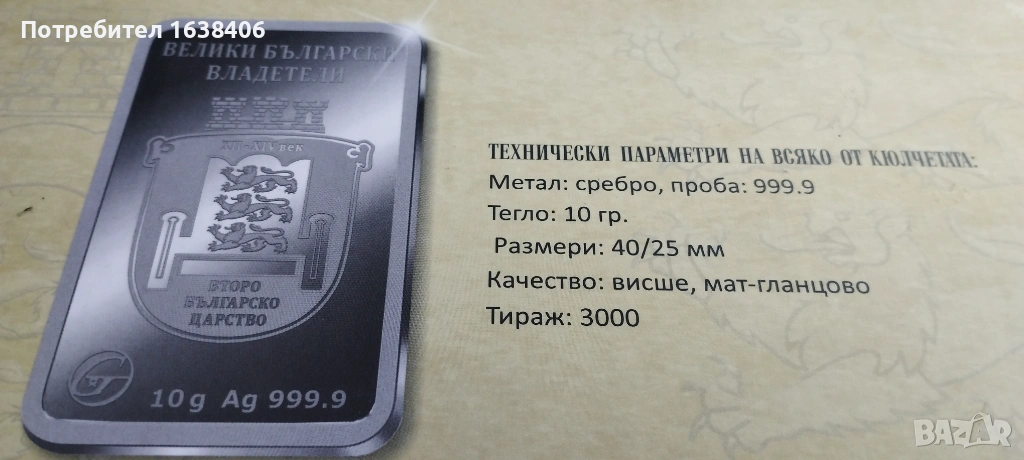 Потребител 1638406
ВЕЛИКИ БЪЛГАРСКИ
ВЛАДЕТЕЛИ
XII-XIV век
ВТОРО
БЪЛГАРСКО
ЦАРСТВО
10g Ag 999.9
ТЕХНИЧЕСКИ ПАРАМЕТРИ НА ВСЯКО ОТ КЮЛЧЕТАТА:
Метал: сребро, проба: 999.9
Тегло: 10 гр.
Размери: 40/25 мм
Качество: висше, мат-гланцово
Тираж: 3000
BAZAR